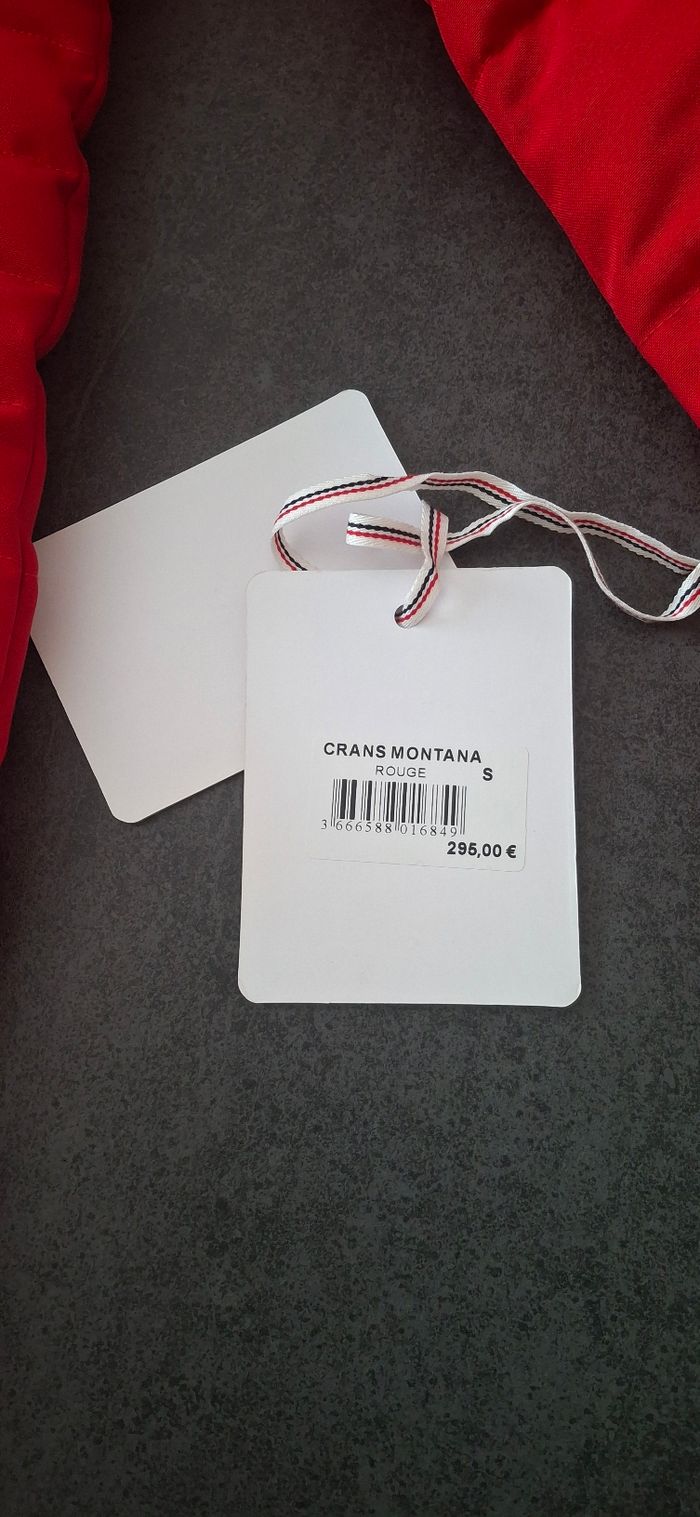 CRANS MONTANA
ROUGE
S
3 666588 016849
295,00 €